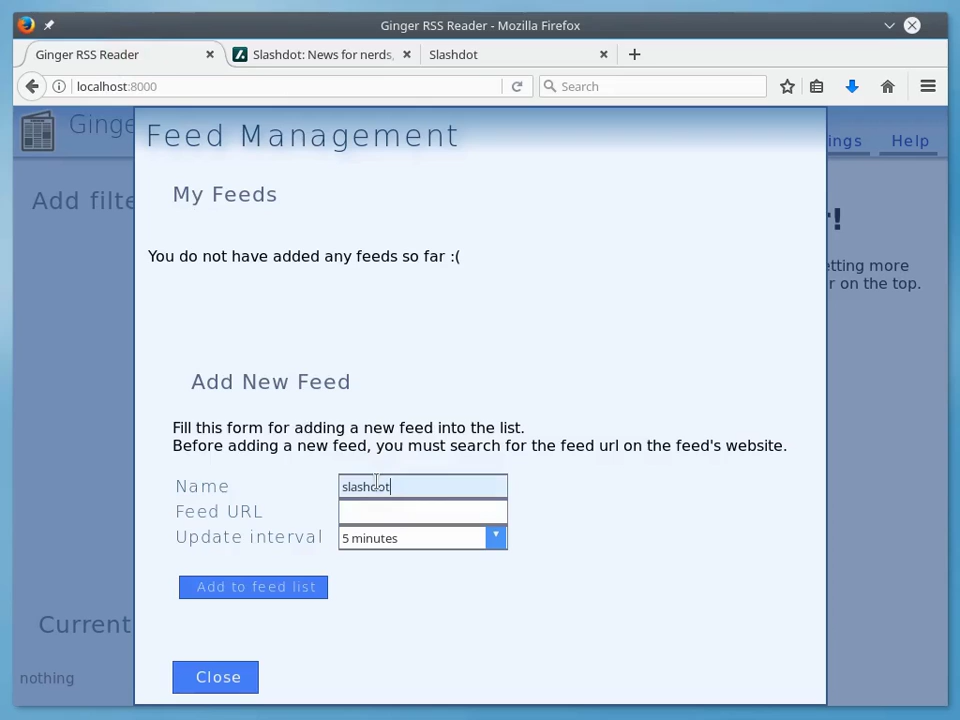 Ginger RSS Reader - Mozilla Firefox
Ginger RSS Reader
Slashdot: News for nerds,
Slashdot
localhost:8000
Search
Ginge
Feed Management
ings
Help
My Feeds
Add filte
r!
You do not have added any feeds so far :(
etting more
r on the top.
Add New Feed
Fill this form for adding a new feed into the list.
Before adding a new feed, you must search for the feed url on the feed's website.
Name
slashdot
Feed URL
Update interval
5 minutes
Add to feed list
Current
Close
nothing